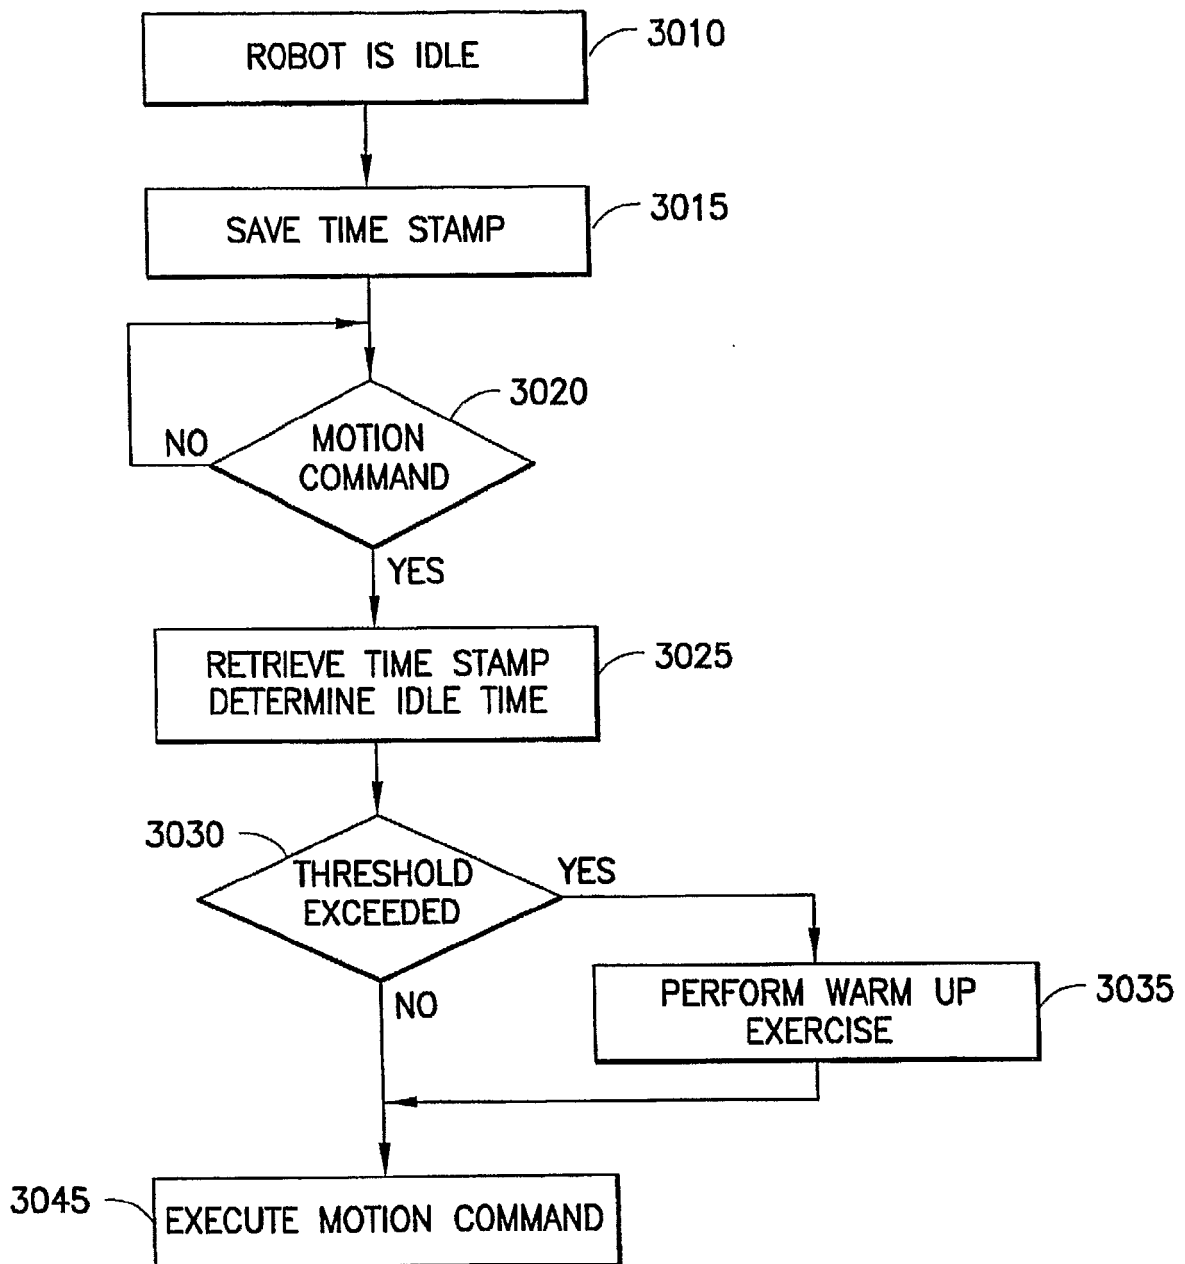 ROBOT IS IDLE
3010
SAVE TIME STAMP
3015
3020
NO
MOTION
COMMAND
YES
RETRIEVE TIME STAMP
DETERMINE IDLE TIME
3025
3030
THRESHOLD
EXCEEDED
YES
NO
PERFORM WARM UP
EXERCISE
3035
3045
EXECUTE MOTION COMMAND